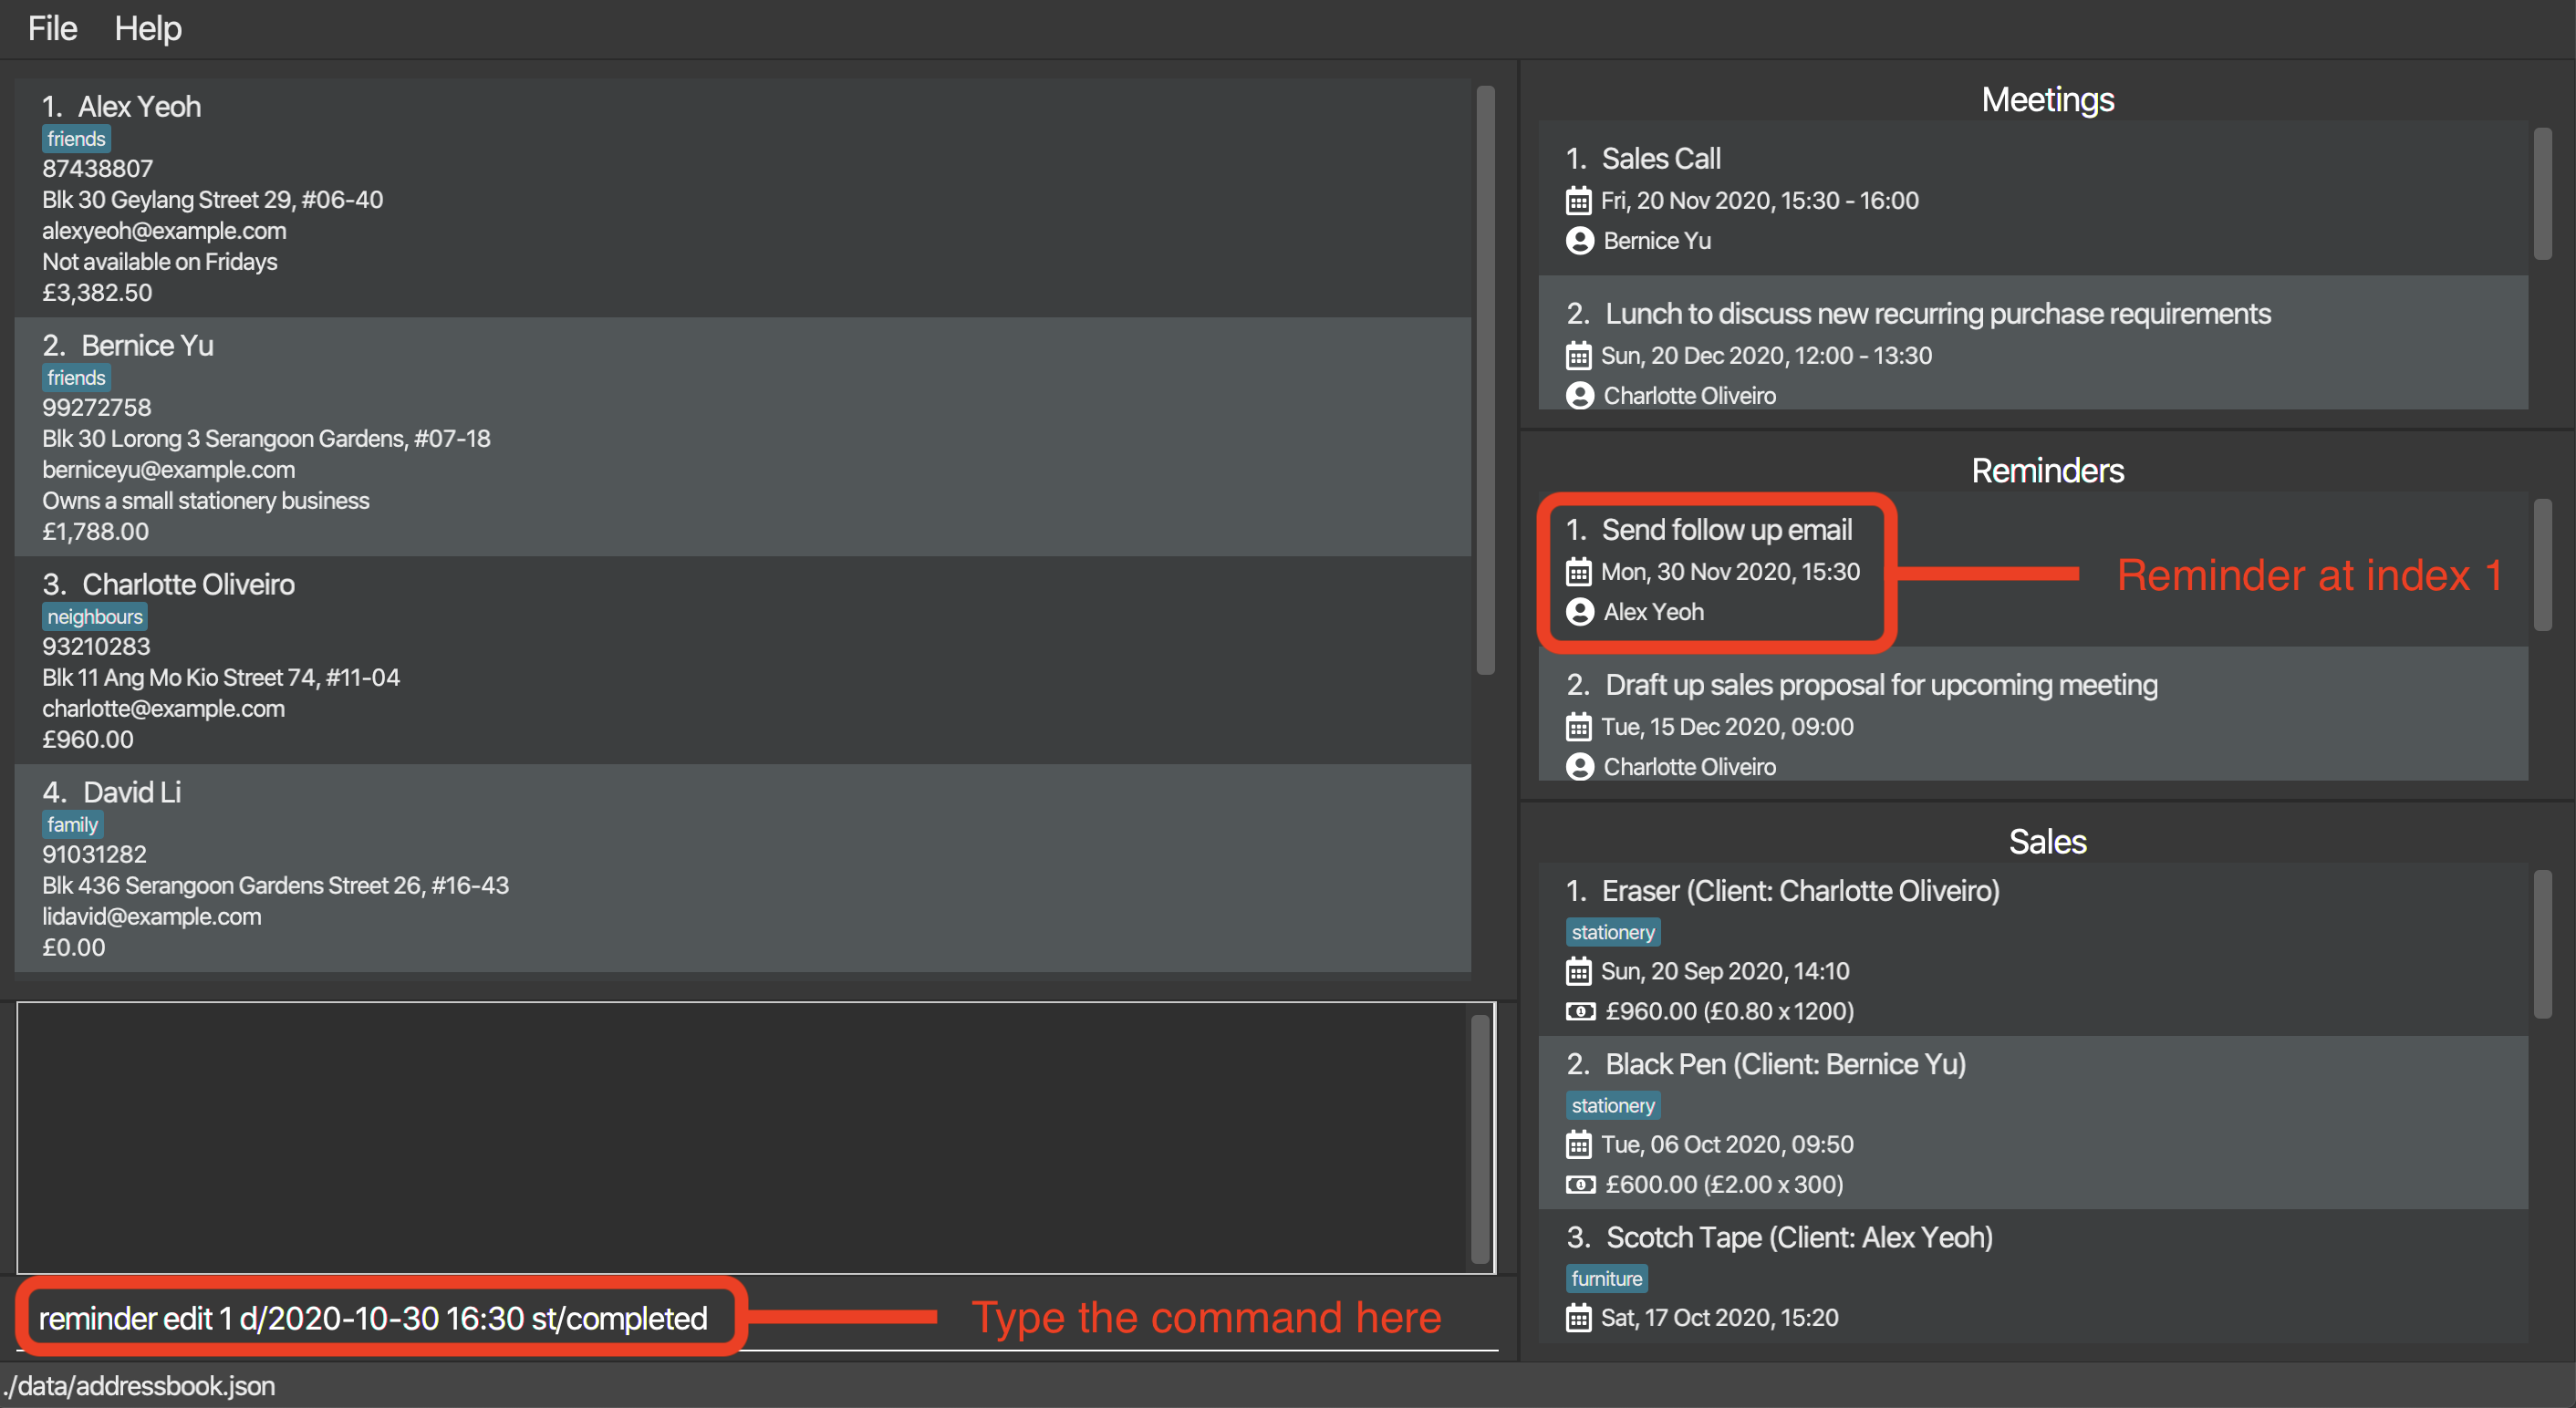 File Help
1. Alex Yeoh
friends
87438807
Blk 30 Geylang Street 29, #06-40
alexyeoh@example.com
Not available on Fridays
£3,382.50
2. Bernice Yu
friends
99272758
Blk 30 Lorong 3 Serangoon Gardens, #07-18
berniceyu@example.com
Owns a small stationery business
£1,788.00
3. Charlotte Oliveiro
neighbours
93210283
Blk 11 Ang Mo Kio Street 74, #11-04
charlotte@example.com
£960.00
4. David Li
family
91031282
Blk 436 Serangoon Gardens Street 26, #16-43
lidavid@example.com
£0.00
reminder edit 1 d/2020-10-30 16:30 st/completed
Type the command here
./data/addressbook.json
Meetings
1. Sales Call
Fri, 20 Nov 2020, 15:30 - 16:00
Bernice Yu
2. Lunch to discuss new recurring purchase requirements
Sun, 20 Dec 2020, 12:00 - 13:30
Charlotte Oliveiro
Reminders
1. Send follow up email
Mon, 30 Nov 2020, 15:30
Alex Yeoh
Reminder at index 1
2. Draft up sales proposal for upcoming meeting
Tue, 15 Dec 2020, 09:00
Charlotte Oliveiro
Sales
1. Eraser (Client: Charlotte Oliveiro)
stationery
Sun, 20 Sep 2020, 14:10
£960.00 (£0.80 x 1200)
2. Black Pen (Client: Bernice Yu)
stationery
Tue, 06 Oct 2020, 09:50
£600.00 (£2.00 x 300)
3. Scotch Tape (Client: Alex Yeoh)
furniture
Sat, 17 Oct 2020, 15:20